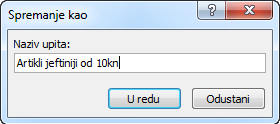 Spremanje kao
Naziv upita:
Artikli jeftiniji od 10kn
U redu
Odustani